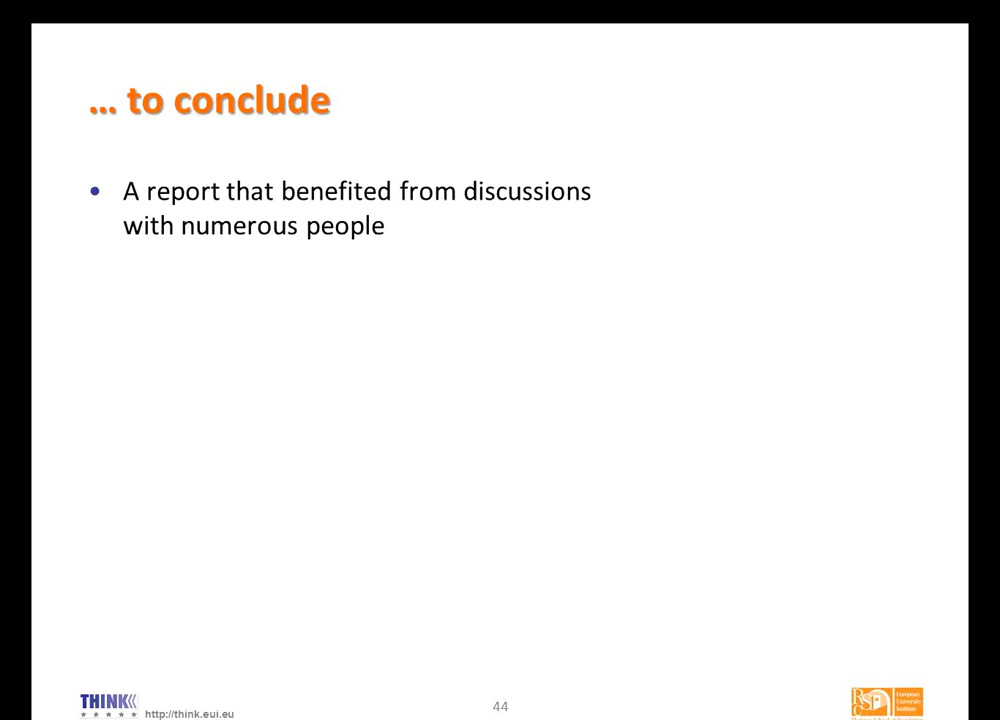 ... to conclude
• A report that benefited from discussions
with numerous people
THINK
http://think.eui.eu
44
European
University
Institute